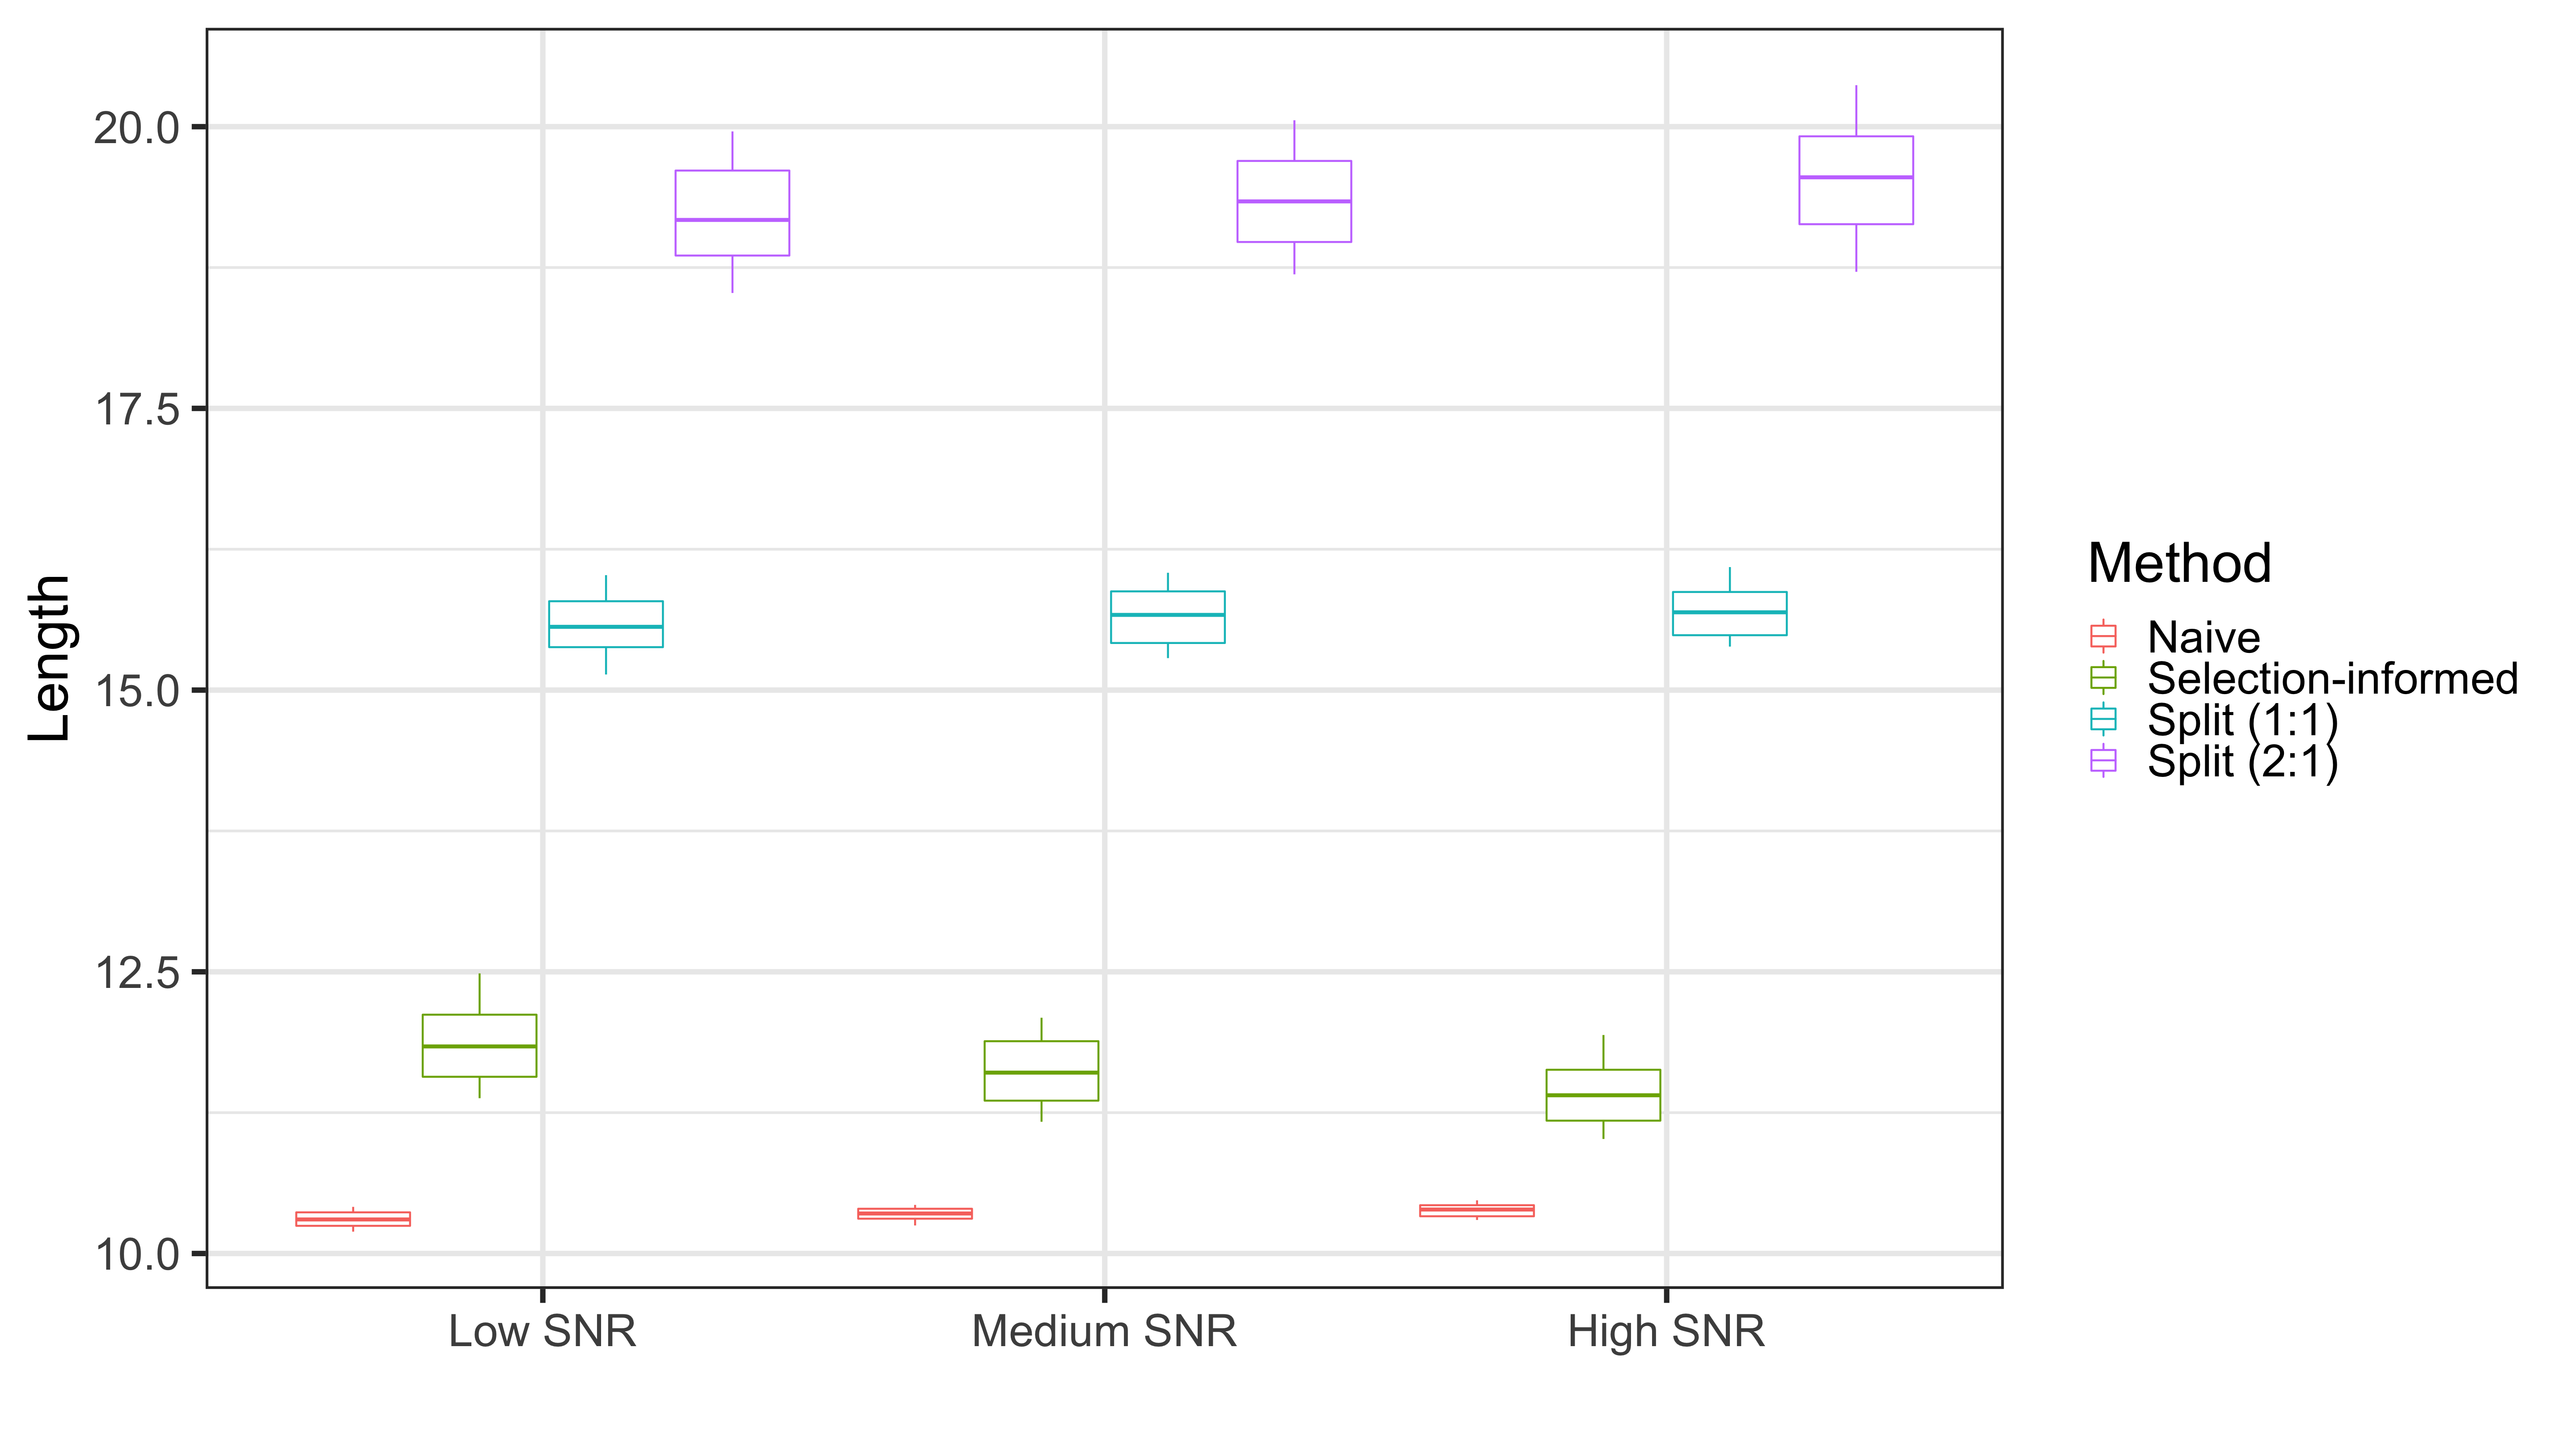 20.0
17.5
15.0
12.5
10.0
Length
Low SNR
Medium SNR
High SNR
Method
Naive
Selection-informed
Split (1:1)
Split (2:1)